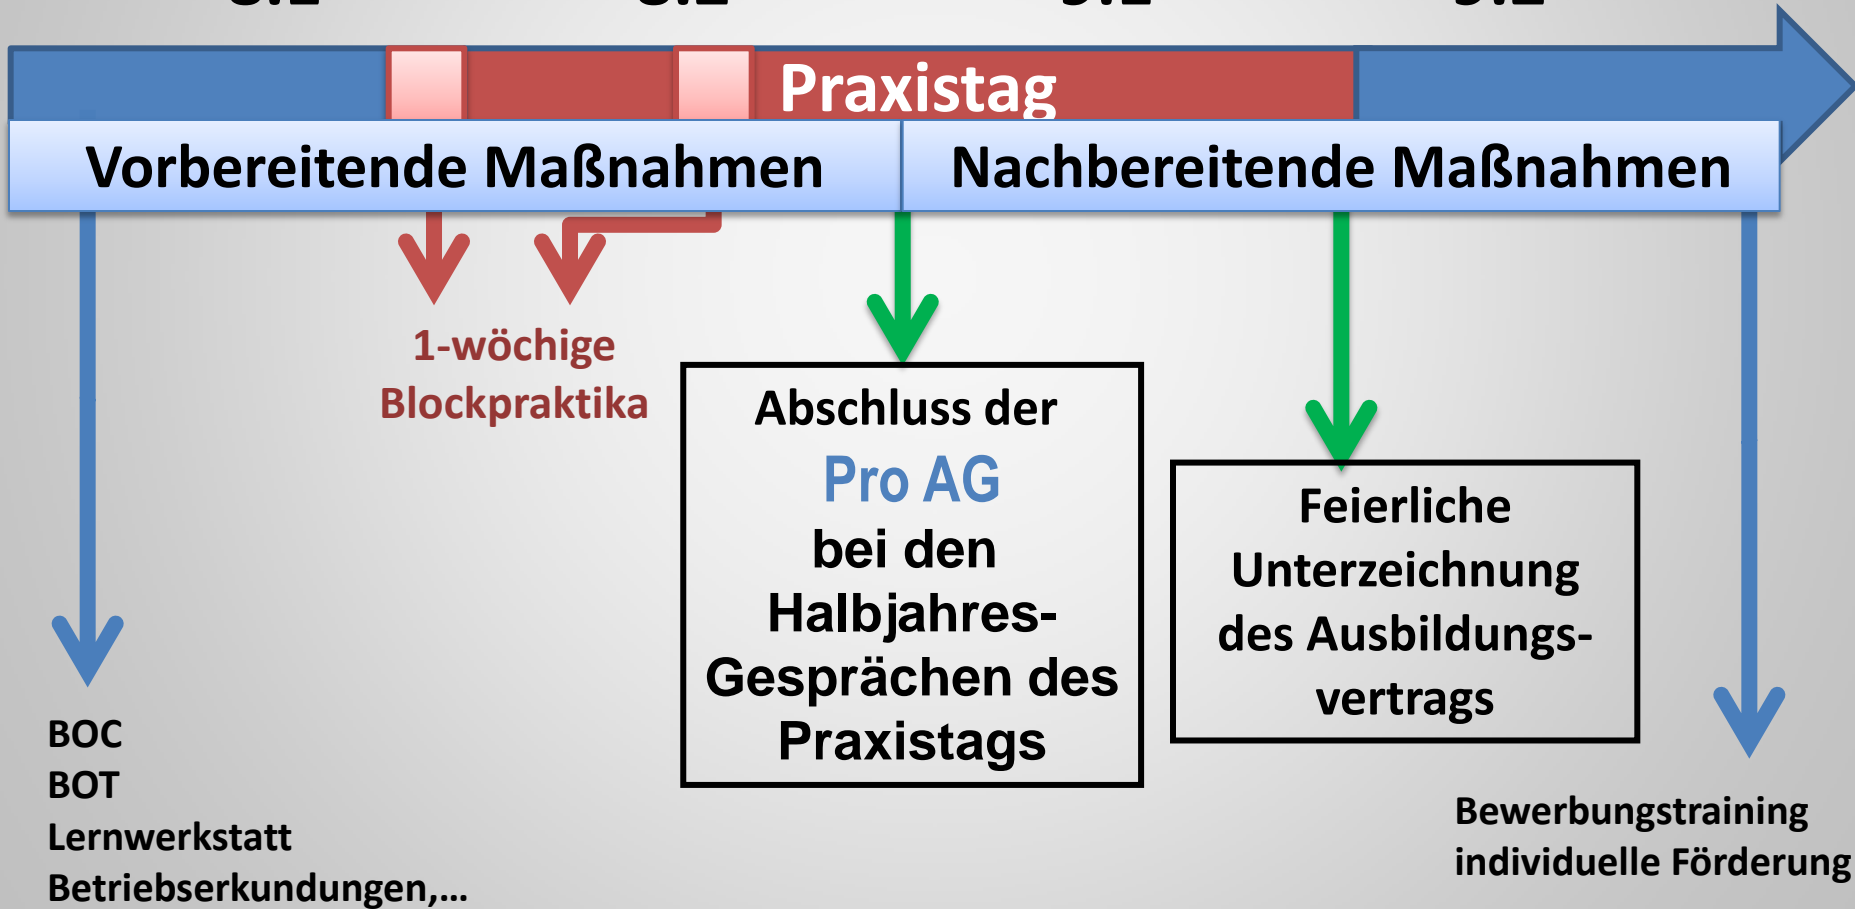 Praxistag
Vorbereitende Maßnahmen
Nachbereitende Maßnahmen
1-wöchige
Blockpraktika
Abschluss der
Pro AG
bei den
Halbjahres-
Gesprächen des
Praxistags
Feierliche
Unterzeichnung
des Ausbildungs-
vertrags
BOC
BOT
Lernwerkstatt
Betriebserkundungen,...
Bewerbungstraining
individuelle Förderung